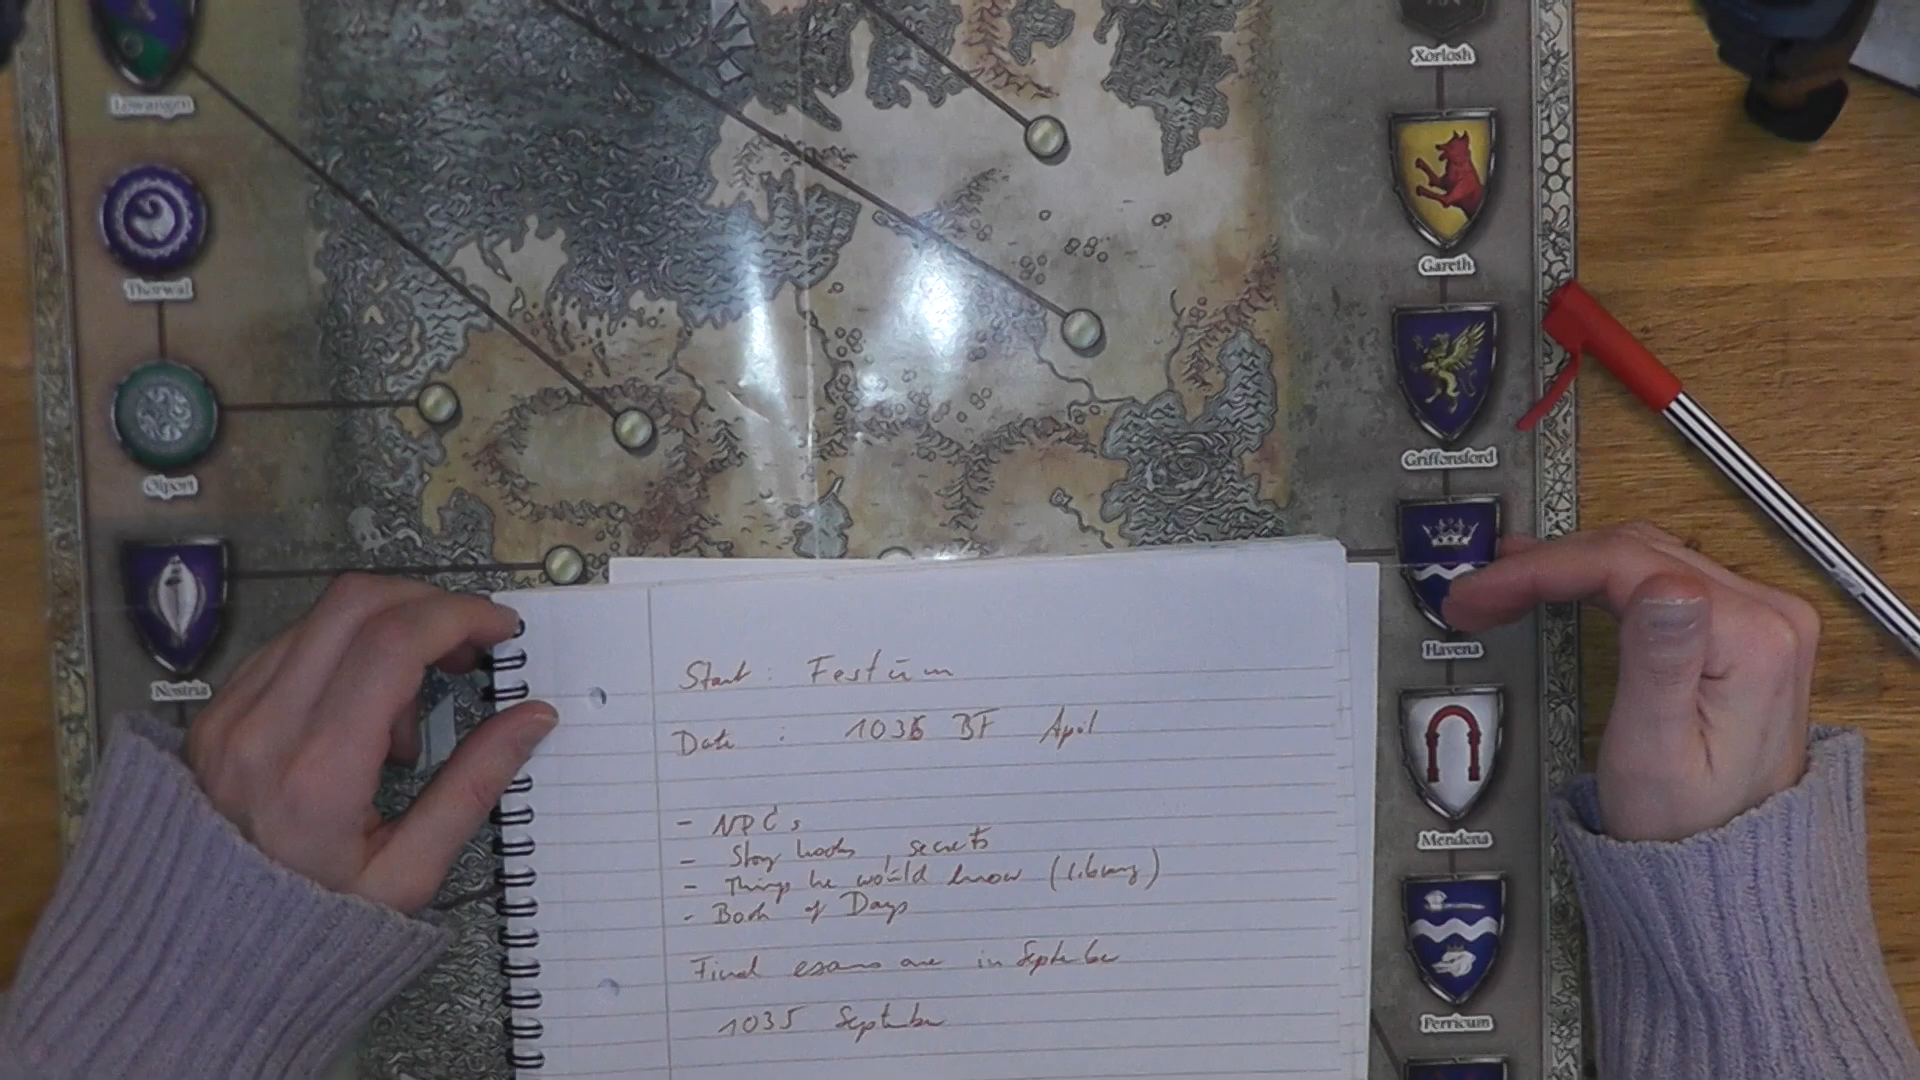 Xorlosh
Lowangen
Thorwal
Gareth
Olport
Griffonsford
Nostria
Havena
Mendena
Perricum
Start : Festum
Date : 1036 BF April
- NPCs
- Story hooks, secrets
- Things he would know (library)
- Book of Days
Final exams are in September
1035 September